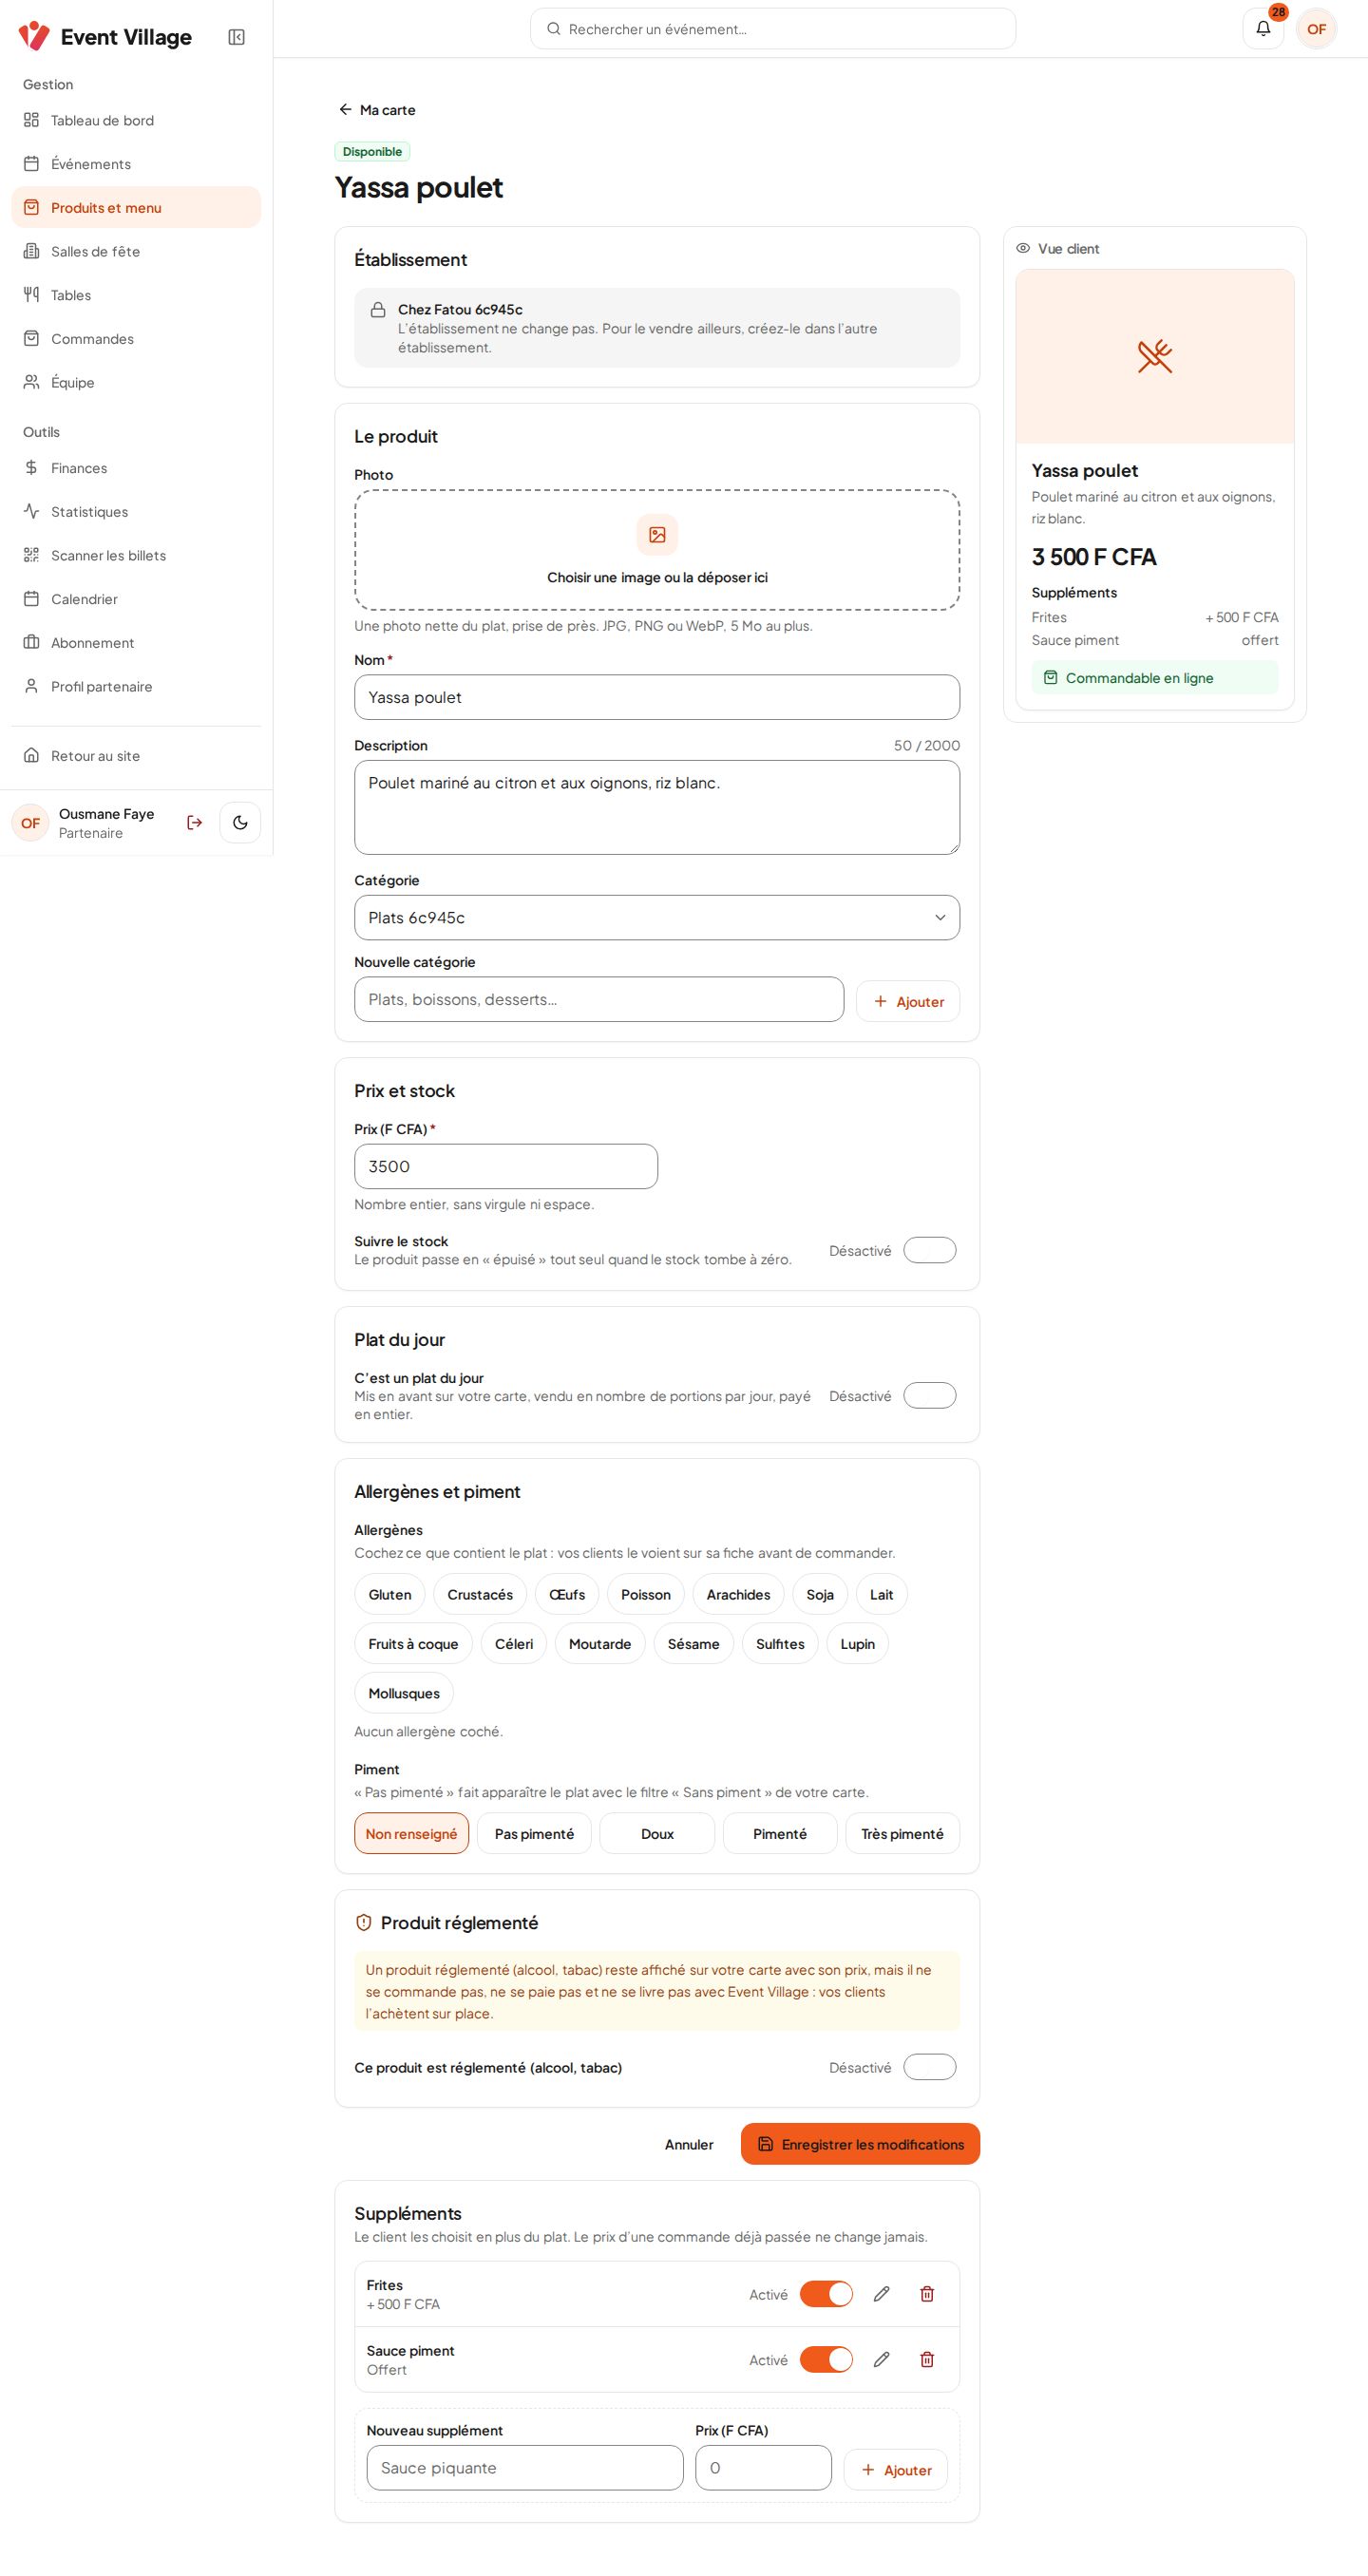 Event Village
Gestion
Tableau de bord
Événements
Produits et menu
Salles de fête
Tables
Commandes
Équipe
Outils
Finances
Statistiques
Scanner les billets
Calendrier
Abonnement
Profil partenaire
Retour au site
OF
Ousmane Faye
Partenaire
Rechercher un événement...
28
OF
Ma carte
Disponible
Yassa poulet
Établissement
Chez Fatou 6c945c
L'établissement ne change pas. Pour le vendre ailleurs, créez-le dans l'autre
établissement.
Le produit
Photo
Choisir une image ou la déposer ici
Une photo nette du plat, prise de près. JPG, PNG ou WebP, 5 Mo au plus.
Nom *
Yassa poulet
Description 50 / 2000
Poulet mariné au citron et aux oignons, riz blanc.
Catégorie
Plats 6c945c
Nouvelle catégorie
Plats, boissons, desserts...
Ajouter
Prix et stock
Prix (F CFA) *
3500
Nombre entier, sans virgule ni espace.
Suivre le stock
Le produit passe en « épuisé » tout seul quand le stock tombe à zéro.
Désactivé
Plat du jour
C'est un plat du jour
Mis en avant sur votre carte, vendu en nombre de portions par jour, payé
en entier.
Désactivé
Allergènes et piment
Allergènes
Cochez ce que contient le plat : vos clients le voient sur sa fiche avant de commander.
Gluten Crustacés Œufs Poisson Arachides Soja Lait
Fruits à coque Céleri Moutarde Sésame Sulfites Lupin
Mollusques
Aucun allergène coché.
Piment
« Pas pimenté » fait apparaître le plat avec le filtre « Sans piment » de votre carte.
Non renseigné Pas pimenté Doux Pimenté Très pimenté
Produit réglementé
Un produit réglementé (alcool, tabac) reste affiché sur votre carte avec son prix, mais il ne
se commande pas, ne se paie pas et ne se livre pas avec Event Village : vos clients
l'achètent sur place.
Ce produit est réglementé (alcool, tabac) Désactivé
Annuler Enregistrer les modifications
Suppléments
Le client les choisit en plus du plat. Le prix d'une commande déjà passée ne change jamais.
Frites
+ 500 F CFA
Activé
Sauce piment
Offert
Activé
Nouveau supplément Prix (F CFA)
Sauce piquante 0 Ajouter
Vue client
Yassa poulet
Poulet mariné au citron et aux oignons,
riz blanc.
3 500 F CFA
Suppléments
Frites + 500 F CFA
Sauce piment offert
Commandable en ligne